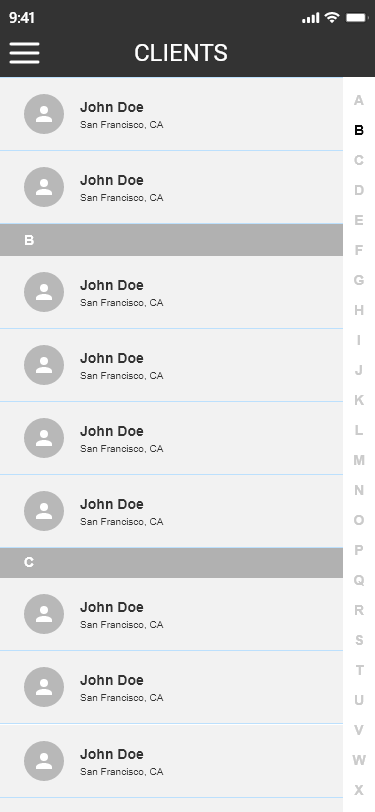 9:41
CLIENTS
John Doe
San Francisco, CA
John Doe
San Francisco, CA
B
John Doe
San Francisco, CA
John Doe
San Francisco, CA
John Doe
San Francisco, CA
John Doe
San Francisco, CA
C
John Doe
San Francisco, CA
John Doe
San Francisco, CA
John Doe
San Francisco, CA
A
B
C
D
E
F
G
H
I
J
K
L
M
N
O
P
Q
R
S
T
U
V
W
X